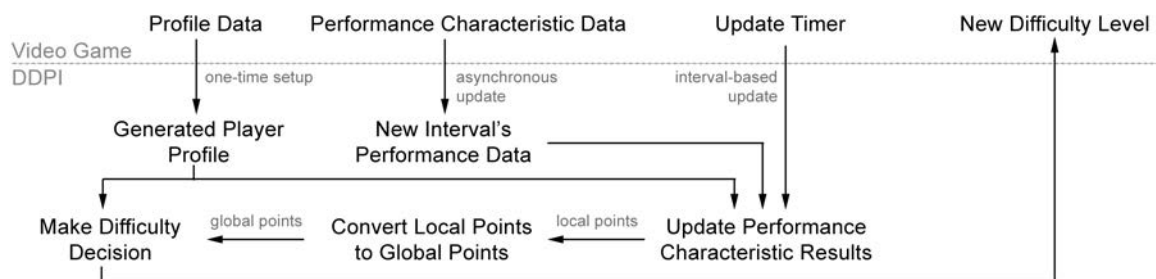 Profile Data
Performance Characteristic Data
Update Timer
New Difficulty Level
Video Game
DDPI
one-time setup
asynchronous
update
interval-based
update
Generated Player
Profile
New Interval's
Performance Data
Make Difficulty
Decision
global points
Convert Local Points
to Global Points
local points
Update Performance
Characteristic Results